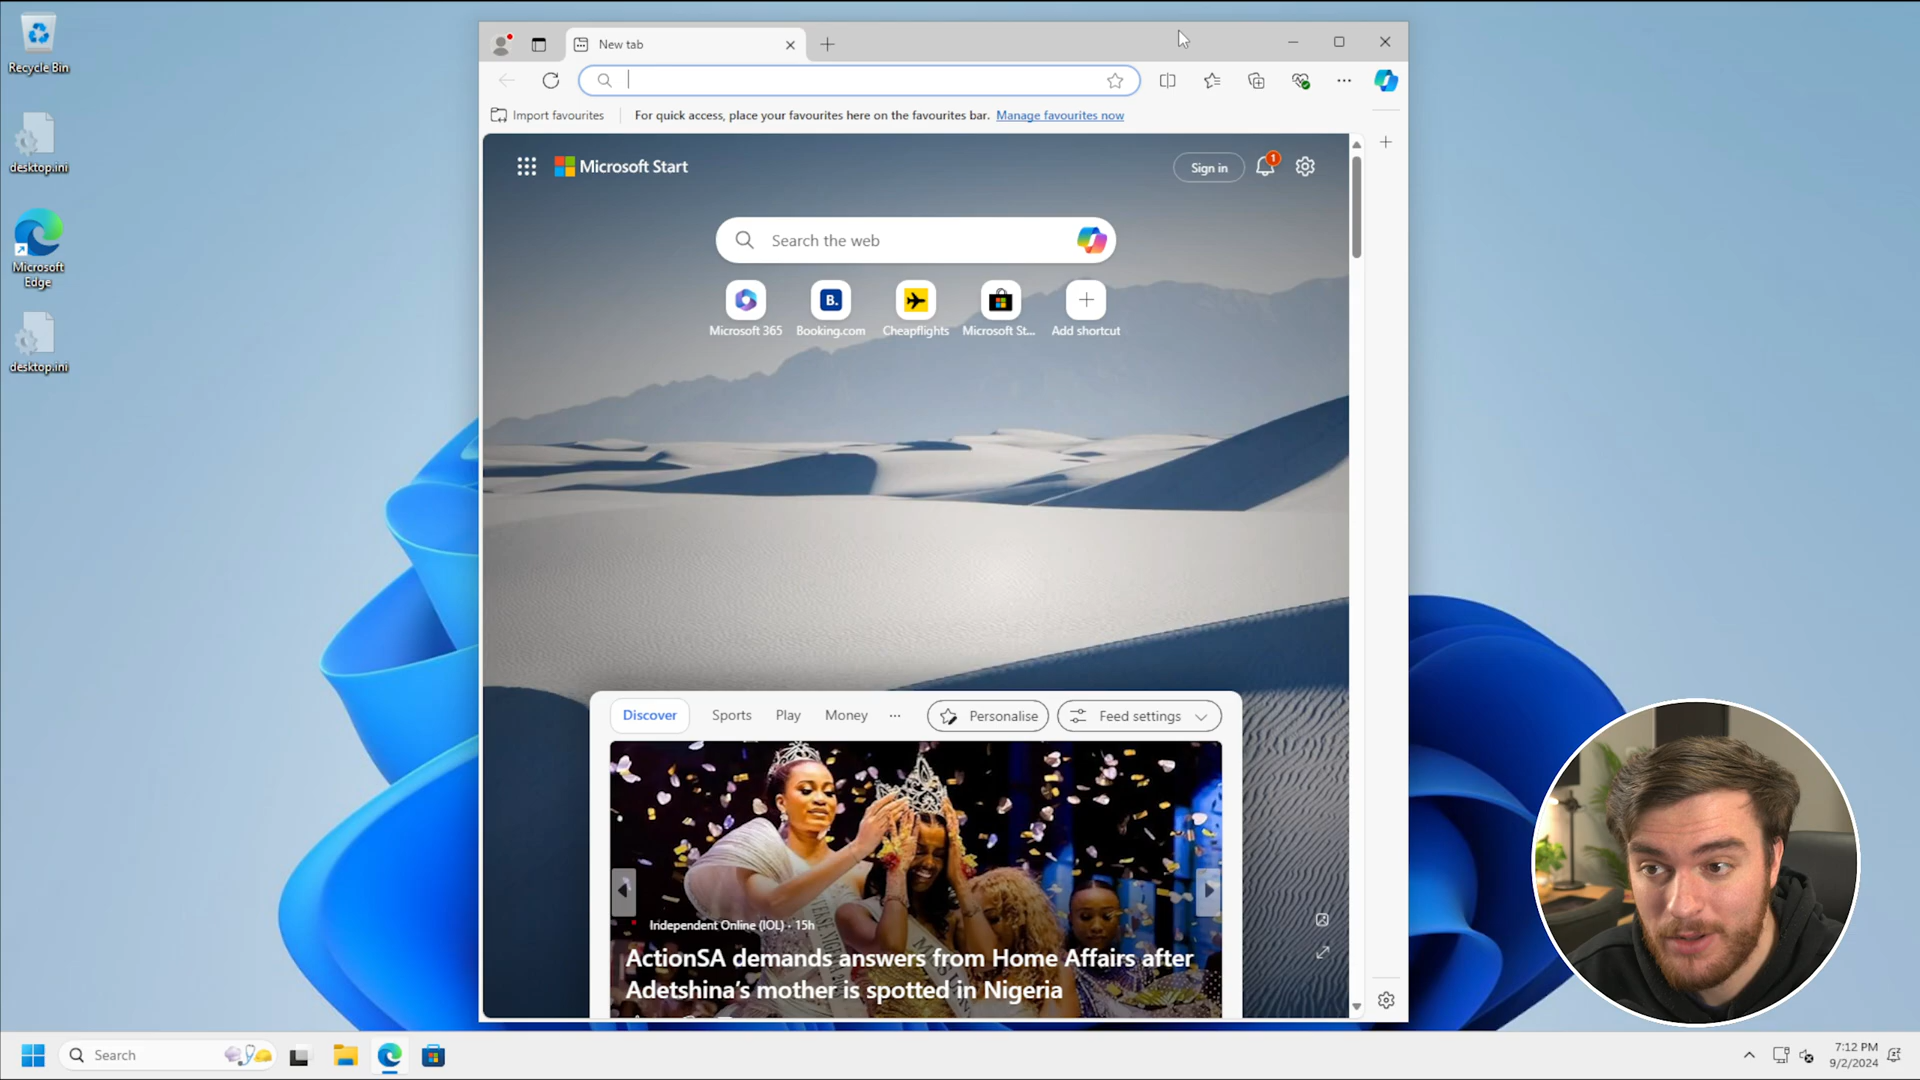 Recycle Bin
desktop.ini
Microsoft
Edge
desktop.ini
New tab
Import favourites
For quick access, place your favourites here on the favourites bar. Manage favourites now
Microsoft Start
Sign in
1
Search the web
Microsoft 365
B.
Booking.com
Cheapflights
Microsoft St...
Add shortcut
Discover
Sports
Play
Money
Personalise
Feed settings
Independent Online (IOL) · 15h
ActionSA demands answers from Home Affairs after
Adetshina's mother is spotted in Nigeria
Search
7:12 PM
9/2/2024